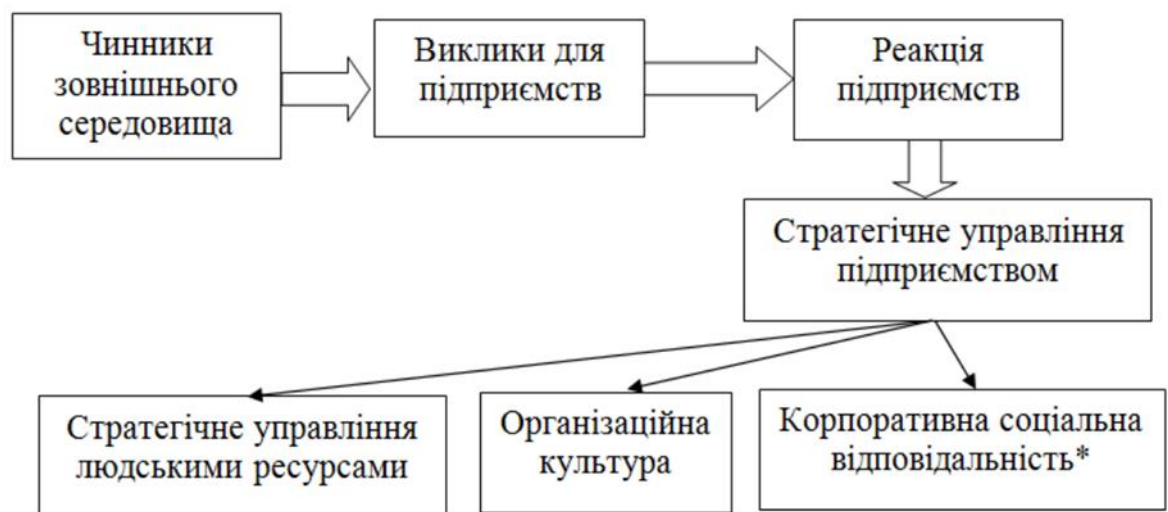 Чинники
зовнішнього
середовища
Виклики для
підприємств
Реакція
підприємств
Стратегічне управління
підприємством
Стратегічне управління
людськими ресурсами
Організаційна
культура
Корпоративна соціальна
відповідальність*